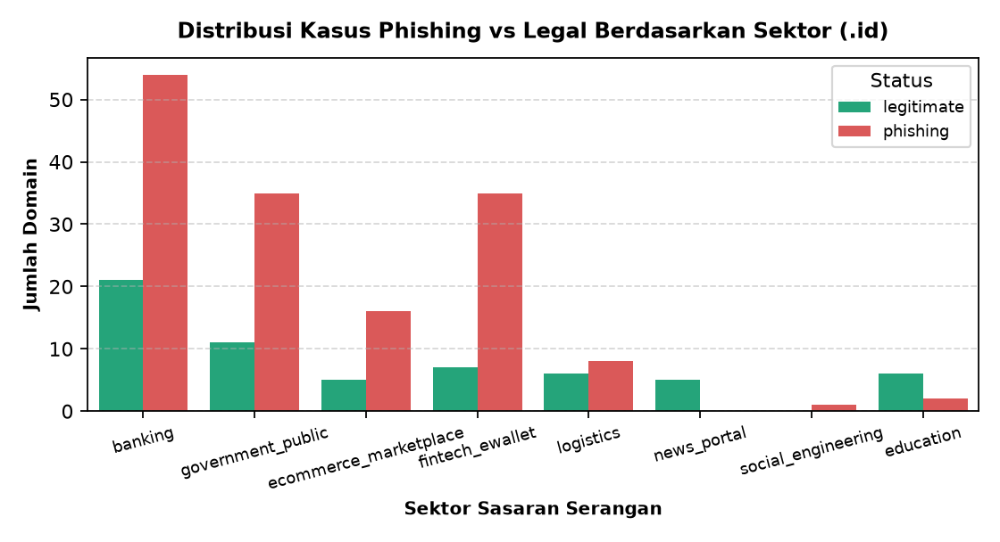 Distribusi Kasus Phishing vs Legal Berdasarkan Sektor (.id)
Status
legitimate
phishing
Jumlah Domain
50
40
30
20
10
0
banking
government_public
ecommerce_marketplace
fintech_ewallet
logistics
news_portal
social_engineering
education
Sektor Sasaran Serangan